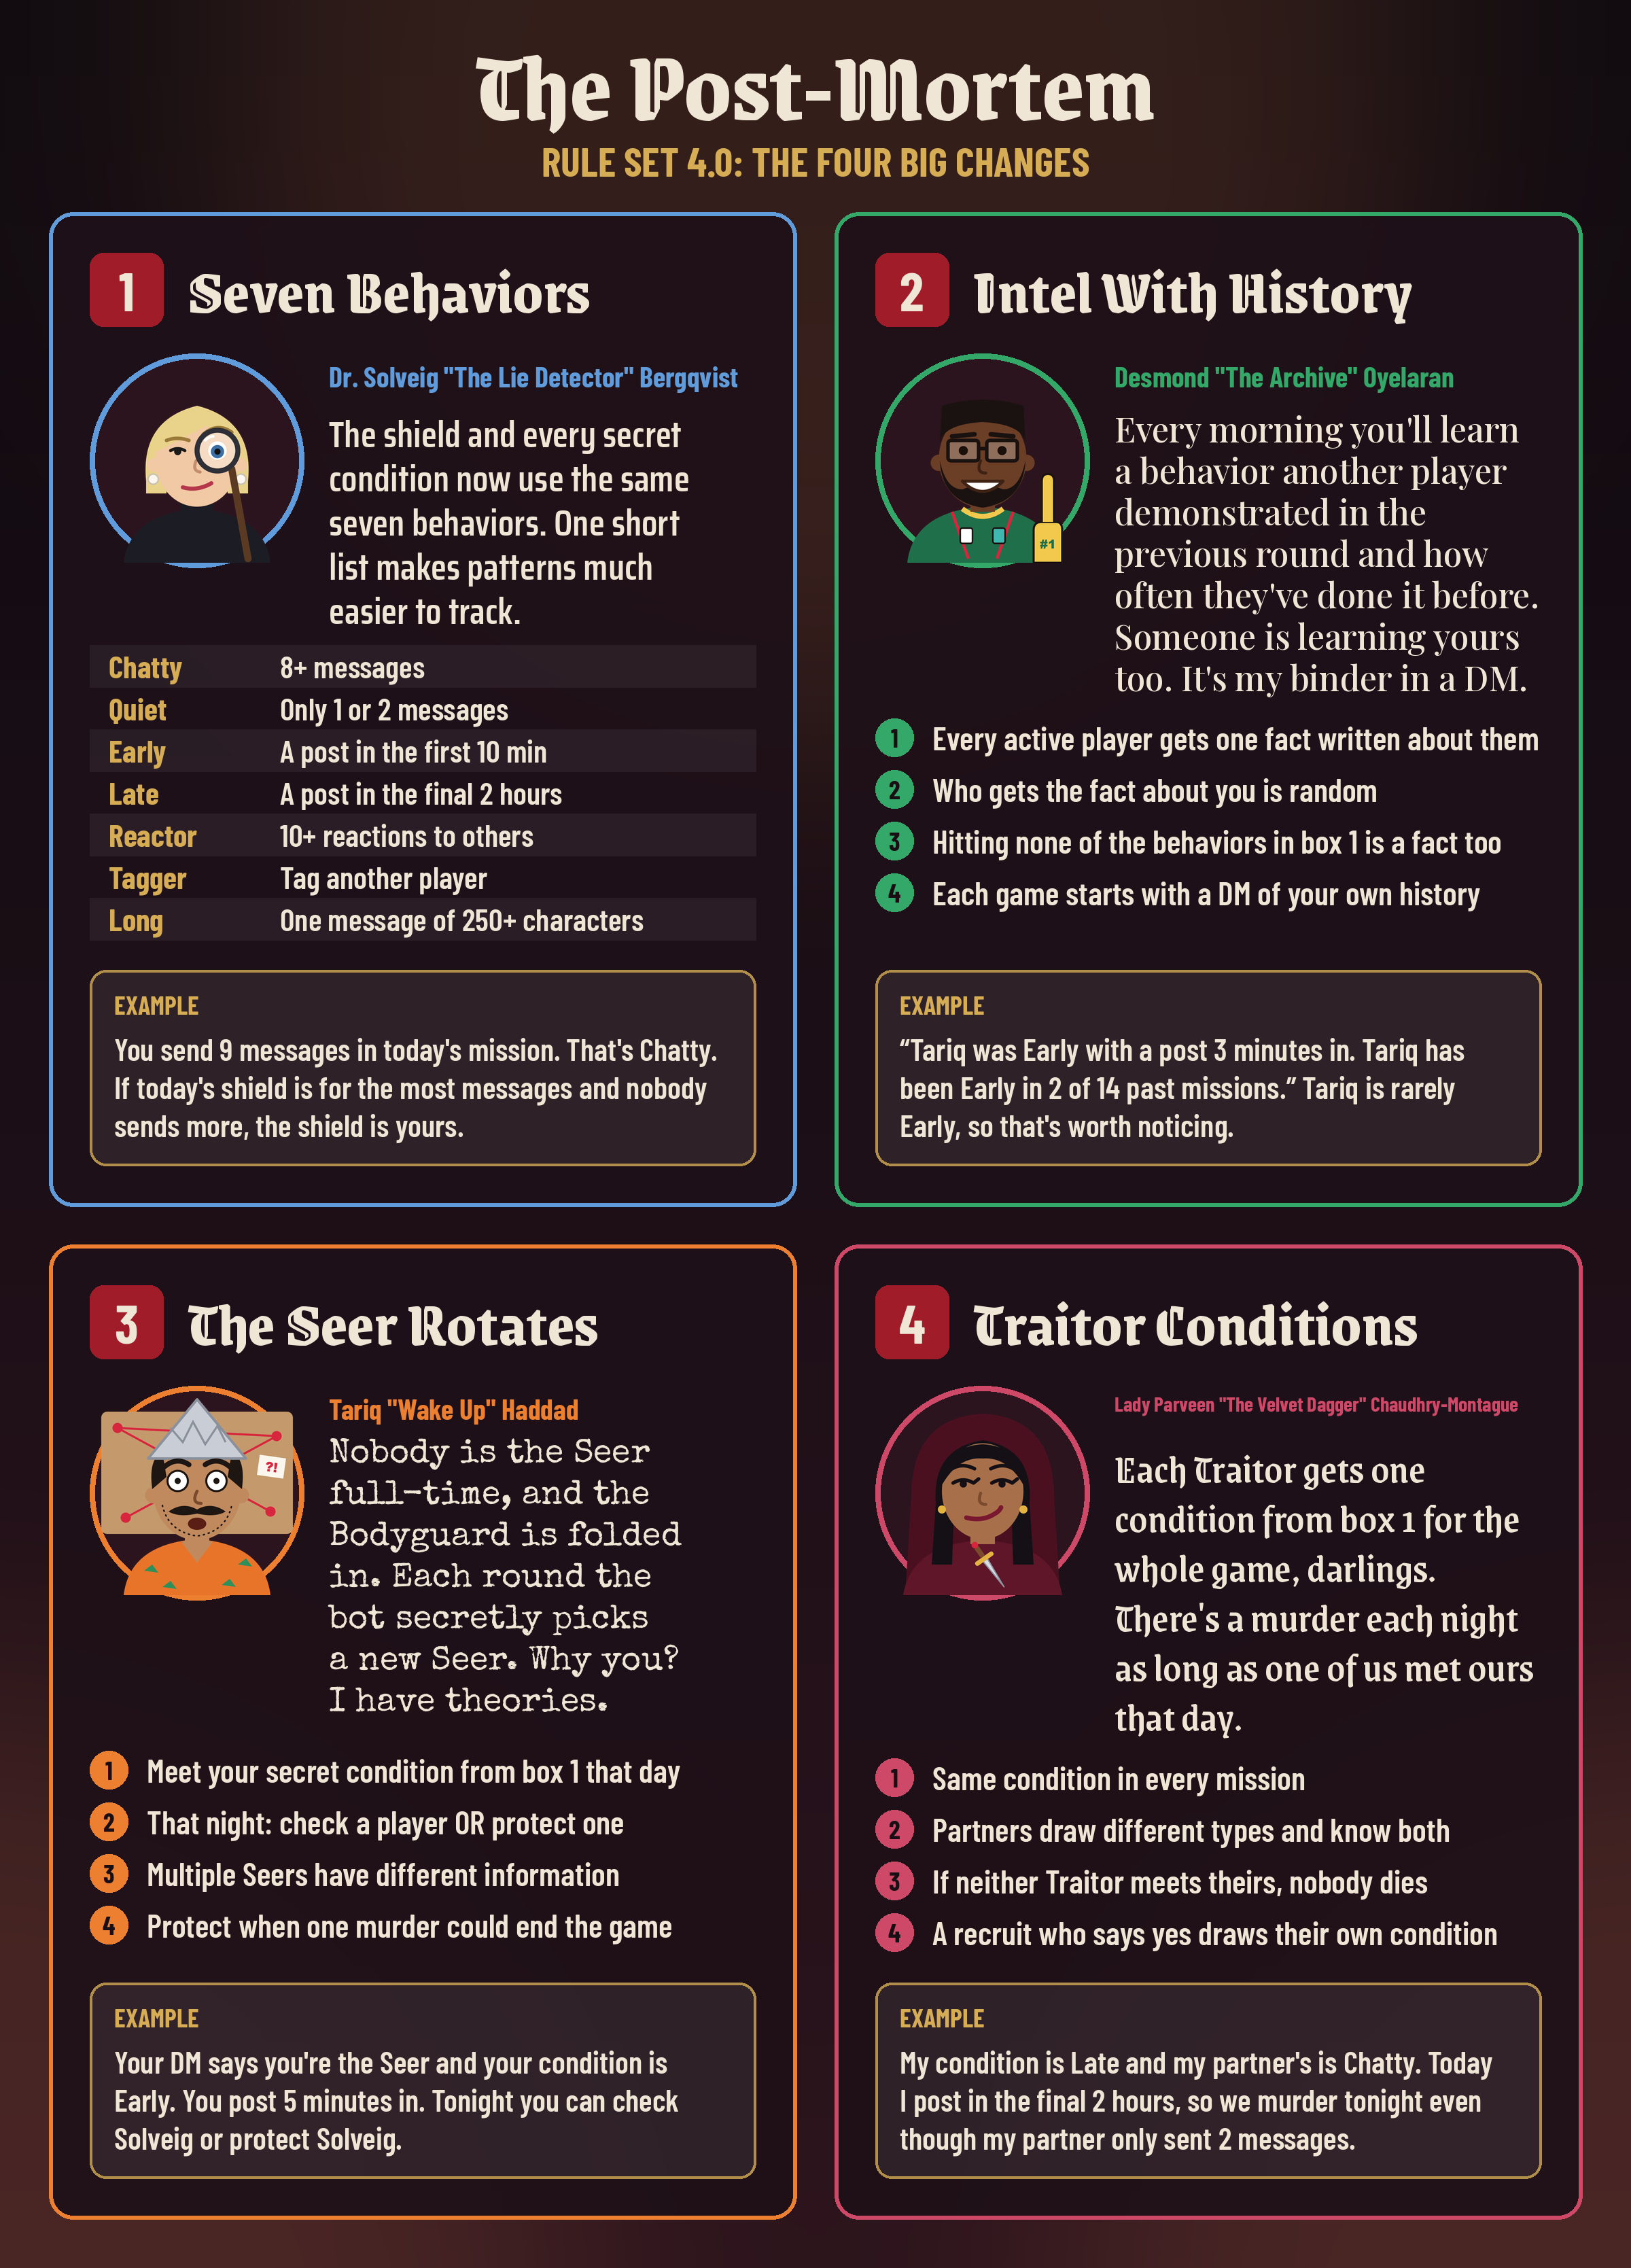 The Post-Mortem
RULE SET 4.0: THE FOUR BIG CHANGES
1
Seven Behaviors
Dr. Solveig "The Lie Detector" Bergqvist
The shield and every secret
condition now use the same
seven behaviors. One short
list makes patterns much
easier to track.
Chatty 8+ messages
Quiet Only 1 or 2 messages
Early A post in the first 10 min
Late A post in the final 2 hours
Reactor 10+ reactions to others
Tagger Tag another player
Long One message of 250+ characters
EXAMPLE
You send 9 messages in today's mission. That's Chatty.
If today's shield is for the most messages and nobody
sends more, the shield is yours.
2
Intel With History
Desmond "The Archive" Oyelaran
#1
Every morning you'll learn
a behavior another player
demonstrated in the
previous round and how
often they've done it before.
Someone is learning yours
too. It's my binder in a DM.
1 Every active player gets one fact written about them
2 Who gets the fact about you is random
3 Hitting none of the behaviors in box 1 is a fact too
4 Each game starts with a DM of your own history
EXAMPLE
“Tariq was Early with a post 3 minutes in. Tariq has
been Early in 2 of 14 past missions.” Tariq is rarely
Early, so that's worth noticing.
3
The Seer Rotates
Tariq "Wake Up" Haddad
?!
Nobody is the Seer
full-time, and the
Bodyguard is folded
in. Each round the
bot secretly picks
a new Seer. Why you?
I have theories.
1 Meet your secret condition from box 1 that day
2 That night: check a player OR protect one
3 Multiple Seers have different information
4 Protect when one murder could end the game
EXAMPLE
Your DM says you're the Seer and your condition is
Early. You post 5 minutes in. Tonight you can check
Solveig or protect Solveig.
4
Traitor Conditions
Lady Parveen "The Velvet Dagger" Chaudhry-Montague
Each Traitor gets one
condition from box 1 for the
whole game, darlings.
There's a murder each night
as long as one of us met ours
that day.
1 Same condition in every mission
2 Partners draw different types and know both
3 If neither Traitor meets theirs, nobody dies
4 A recruit who says yes draws their own condition
EXAMPLE
My condition is Late and my partner's is Chatty. Today
I post in the final 2 hours, so we murder tonight even
though my partner only sent 2 messages.